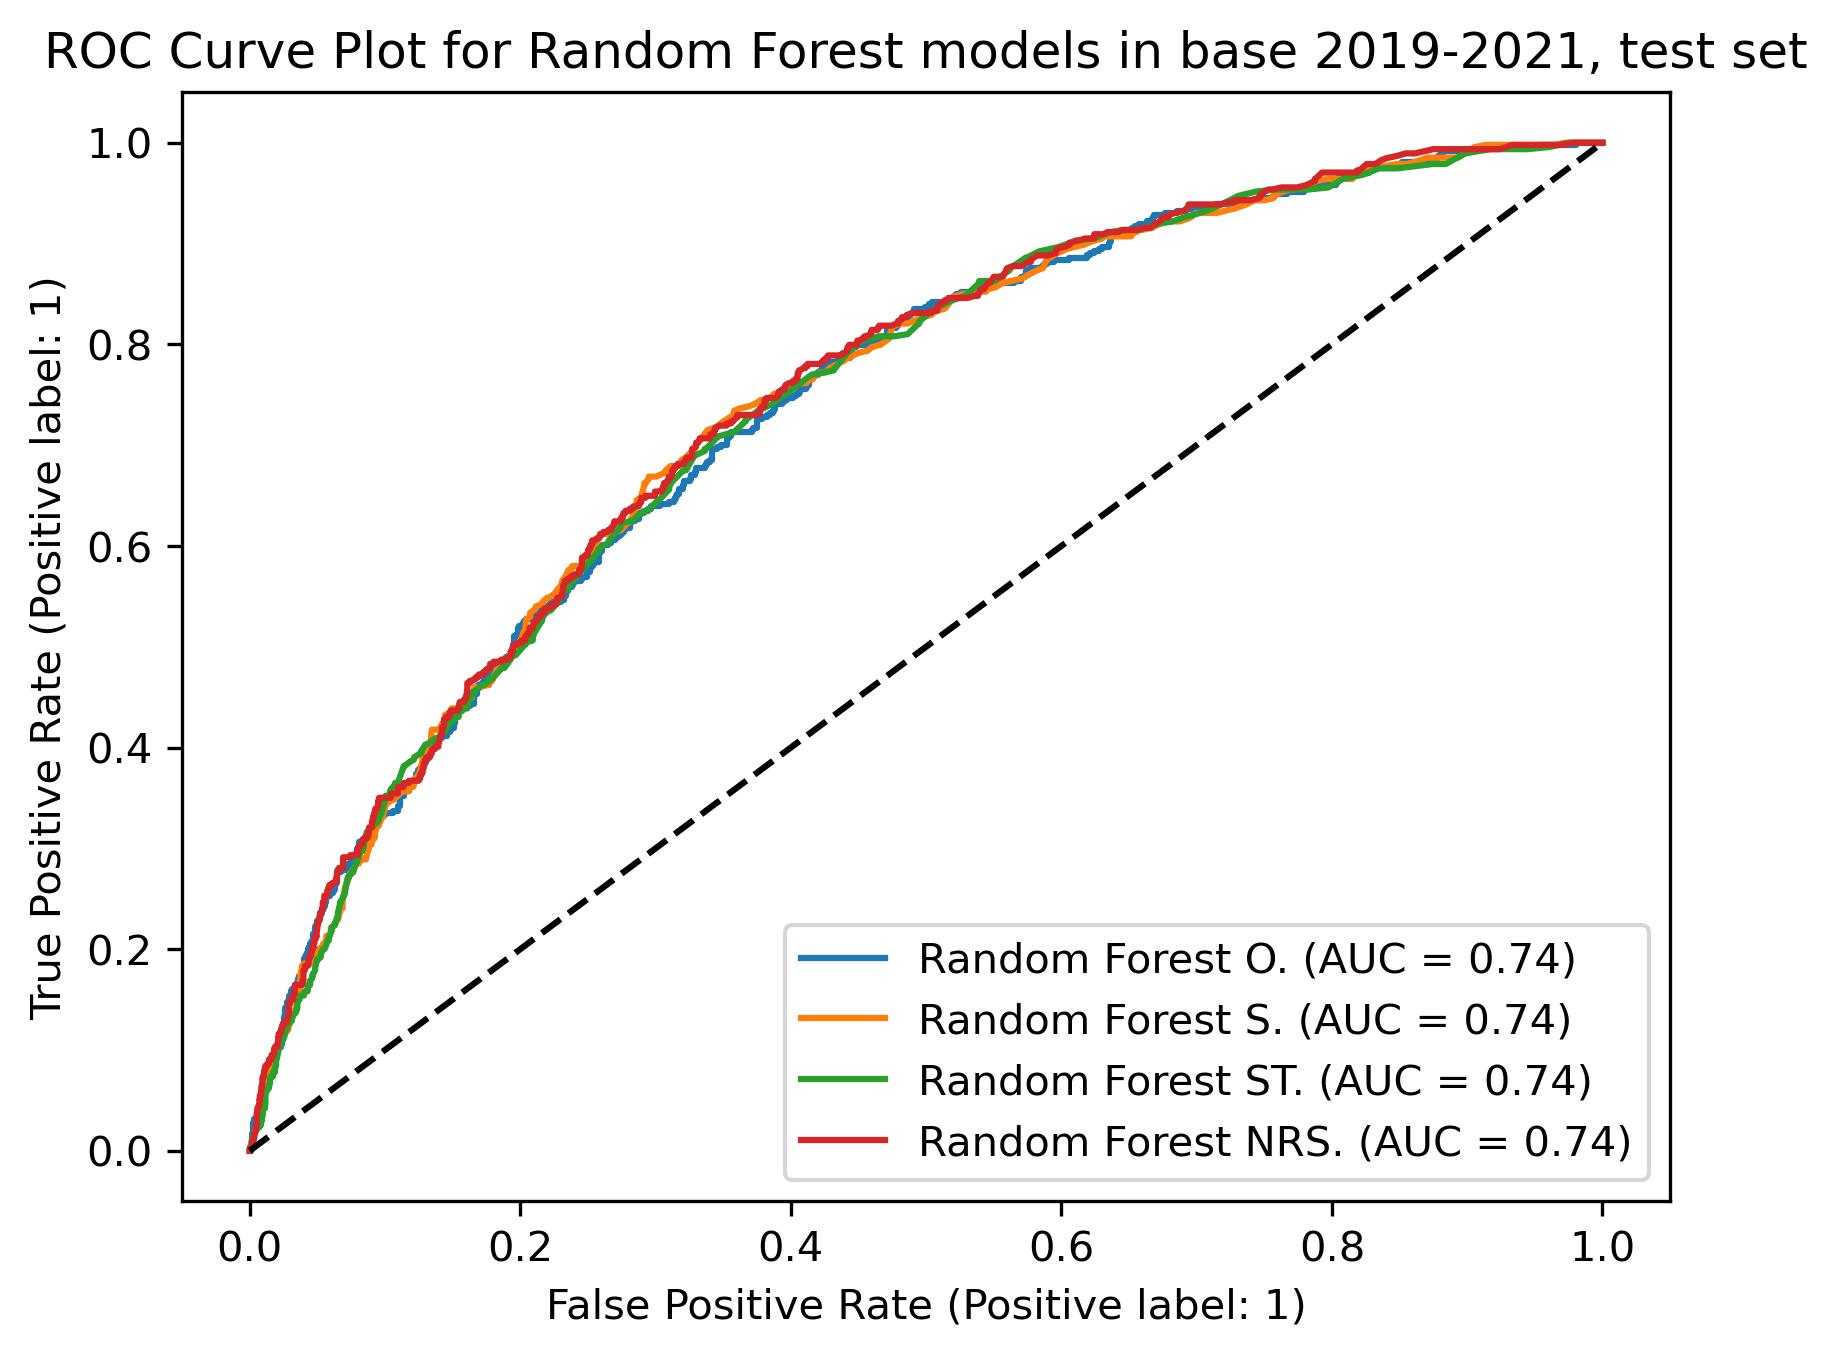 ROC Curve Plot for Random Forest models in base 2019-2021, test set
True Positive Rate (Positive label: 1)
1.0
0.8
0.6
0.4
0.2
0.0
Random Forest O. (AUC = 0.74)
Random Forest S. (AUC = 0.74)
Random Forest ST. (AUC = 0.74)
Random Forest NRS. (AUC = 0.74)
0.0 0.2 0.4 0.6 0.8 1.0
False Positive Rate (Positive label: 1)